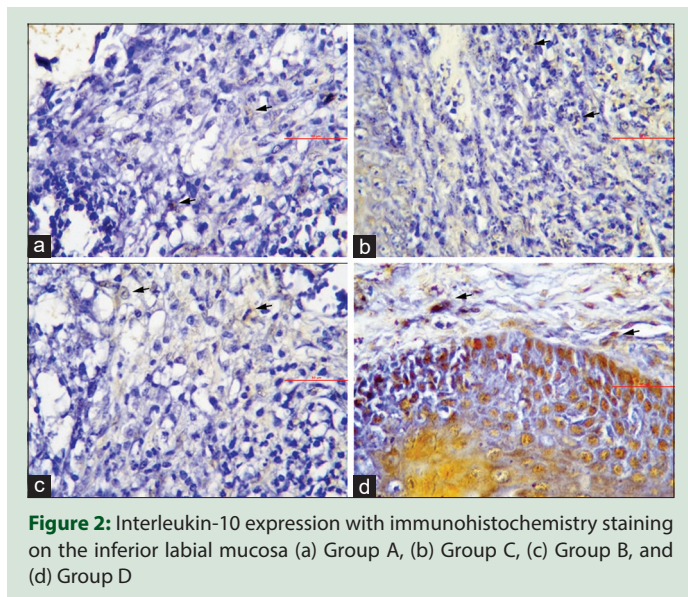 a
b
c
d
Figure 2: Interleukin-10 expression with immunohistochemistry staining
on the inferior labial mucosa (a) Group A, (b) Group C, (c) Group B, and
(d) Group D